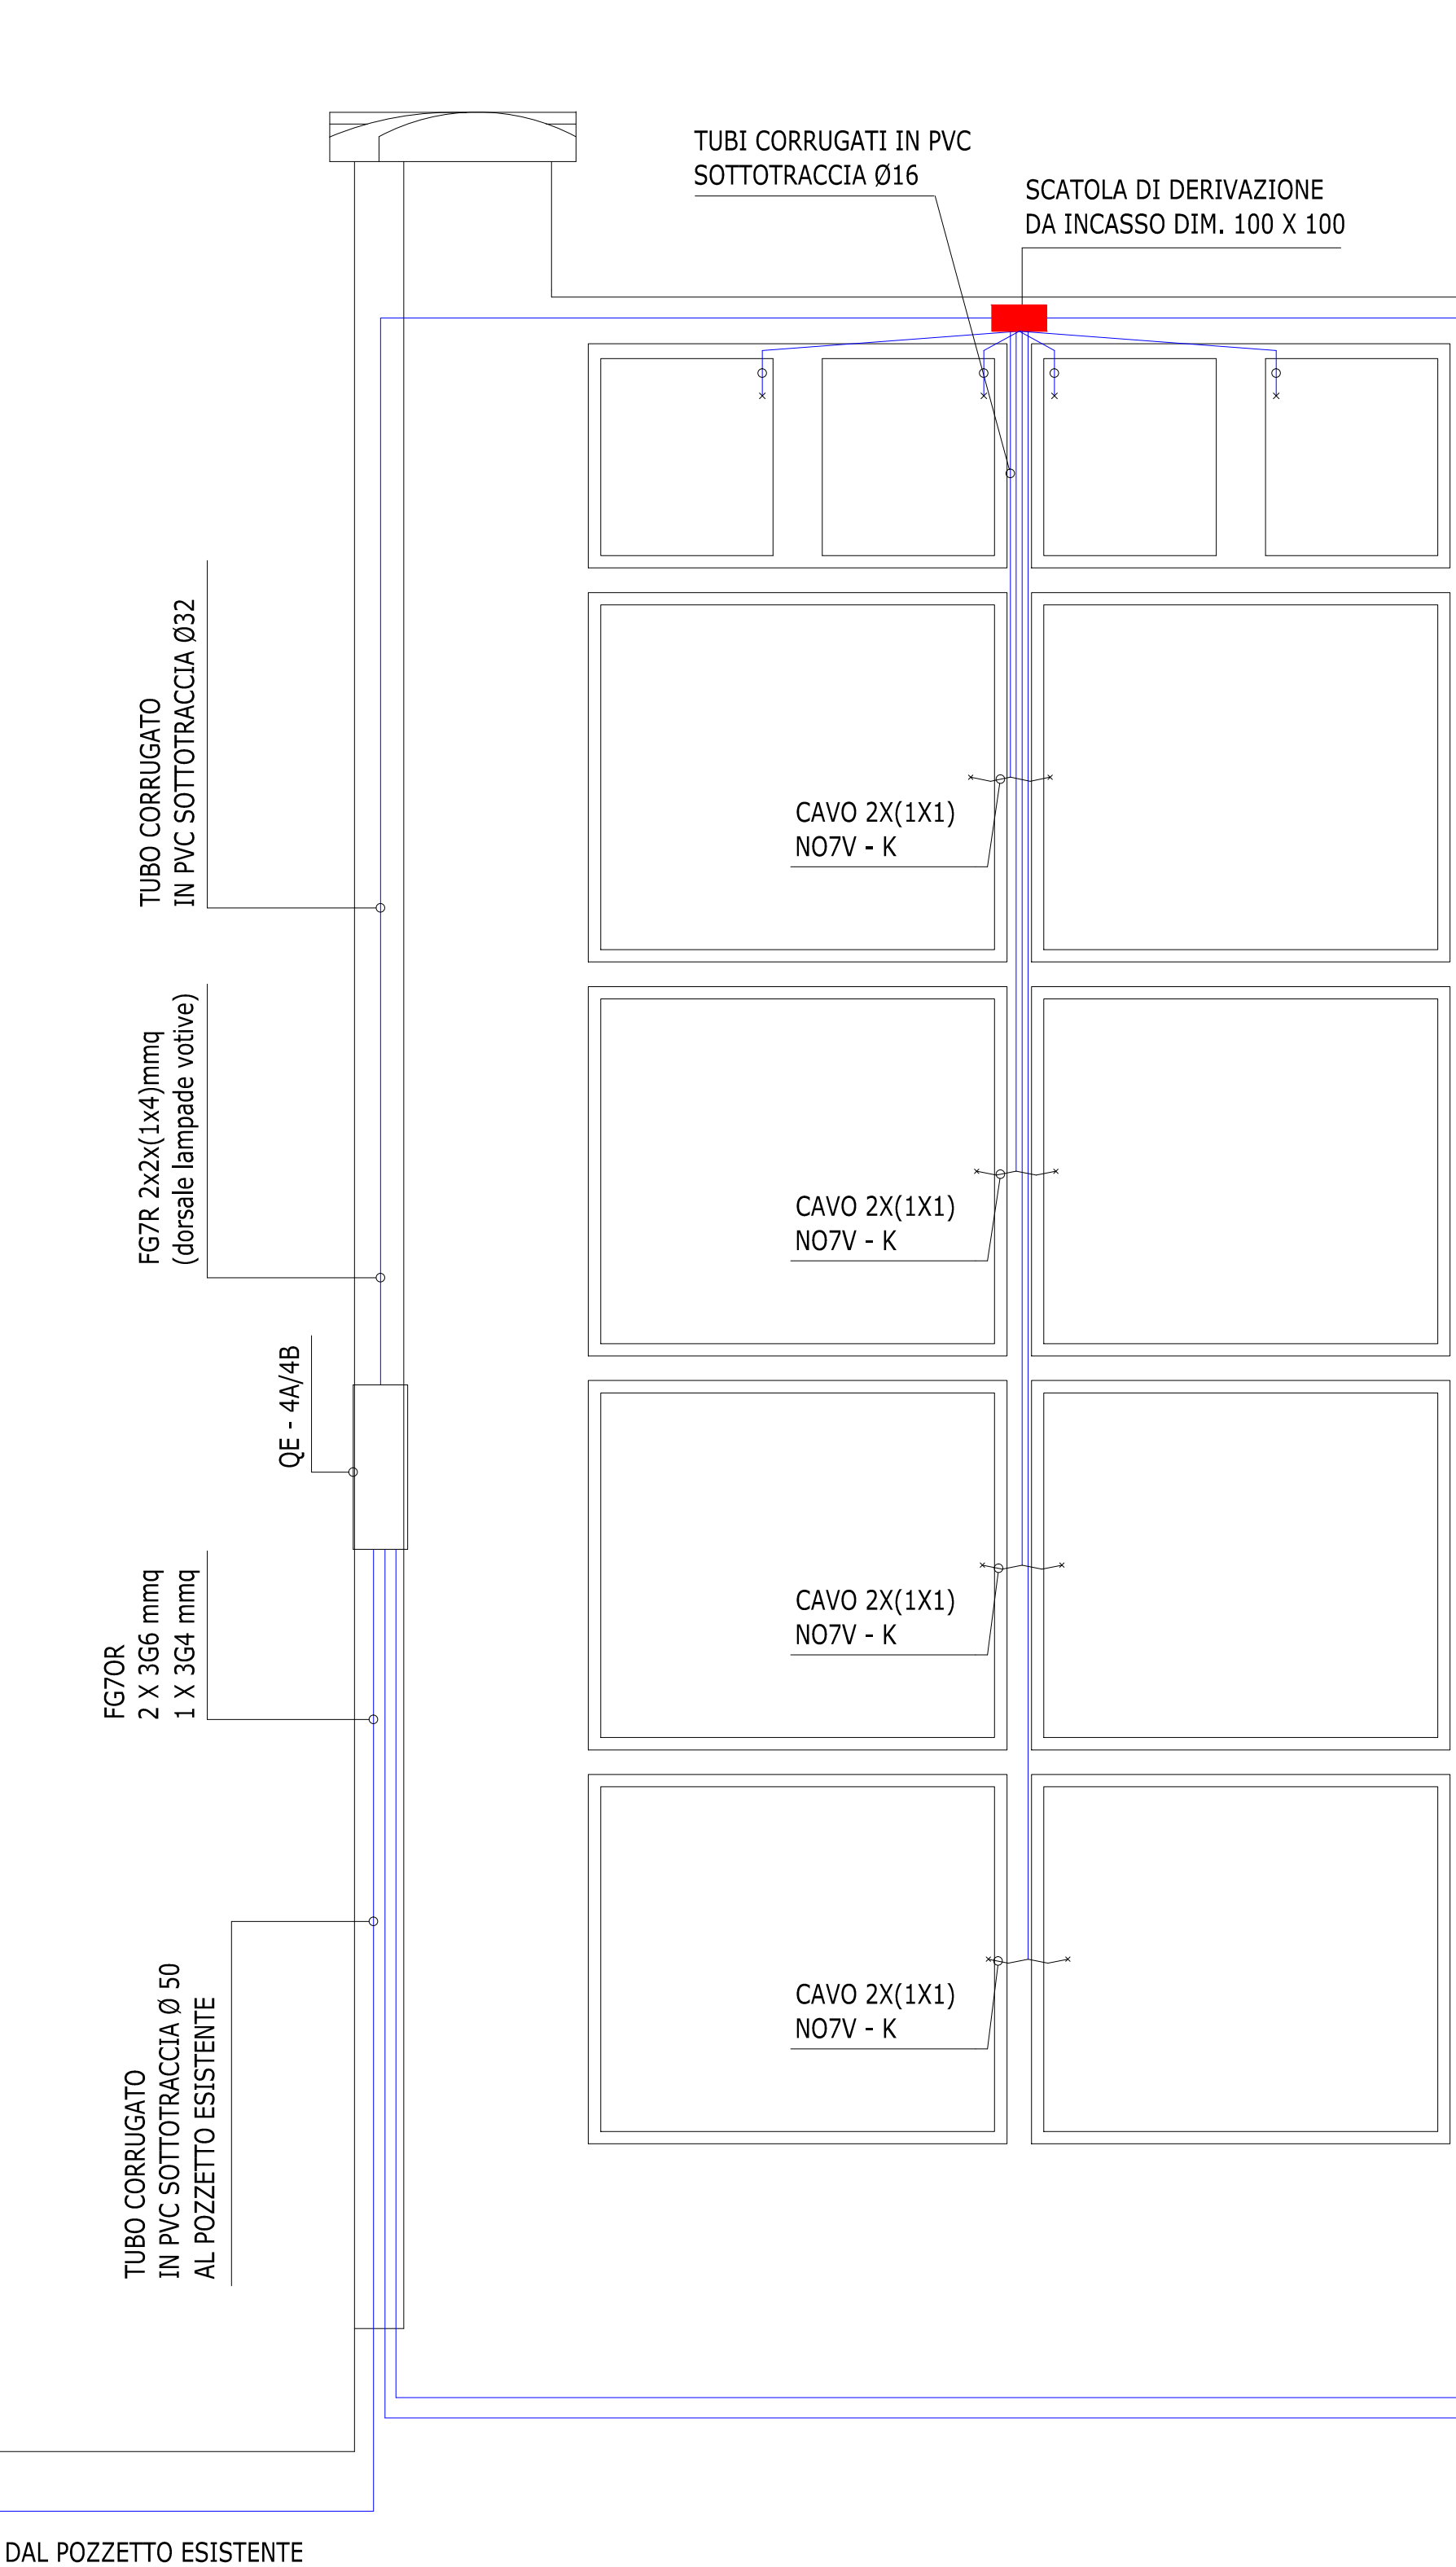 TUBI CORRUGATI IN PVC
SOTTOTRACCIA Ø16
SCATOLA DI DERIVAZIONE
DA INCASSO DIM. 100 X 100
TUBO CORRUGATO
IN PVC SOTTOTRACCIA Ø32
CAVO 2X(1X1)
NO7V - K
FG7R 2x2x(1x4)mmq
(dorsale lampade votive)
CAVO 2X(1X1)
NO7V - K
QE - 4A/4B
FG7OR
2 X 3G6 mmq
1 X 3G4 mmq
CAVO 2X(1X1)
NO7V - K
TUBO CORRUGATO
IN PVC SOTTOTRACCIA Ø 50
AL POZZETTO ESISTENTE
CAVO 2X(1X1)
NO7V - K
DAL POZZETTO ESISTENTE